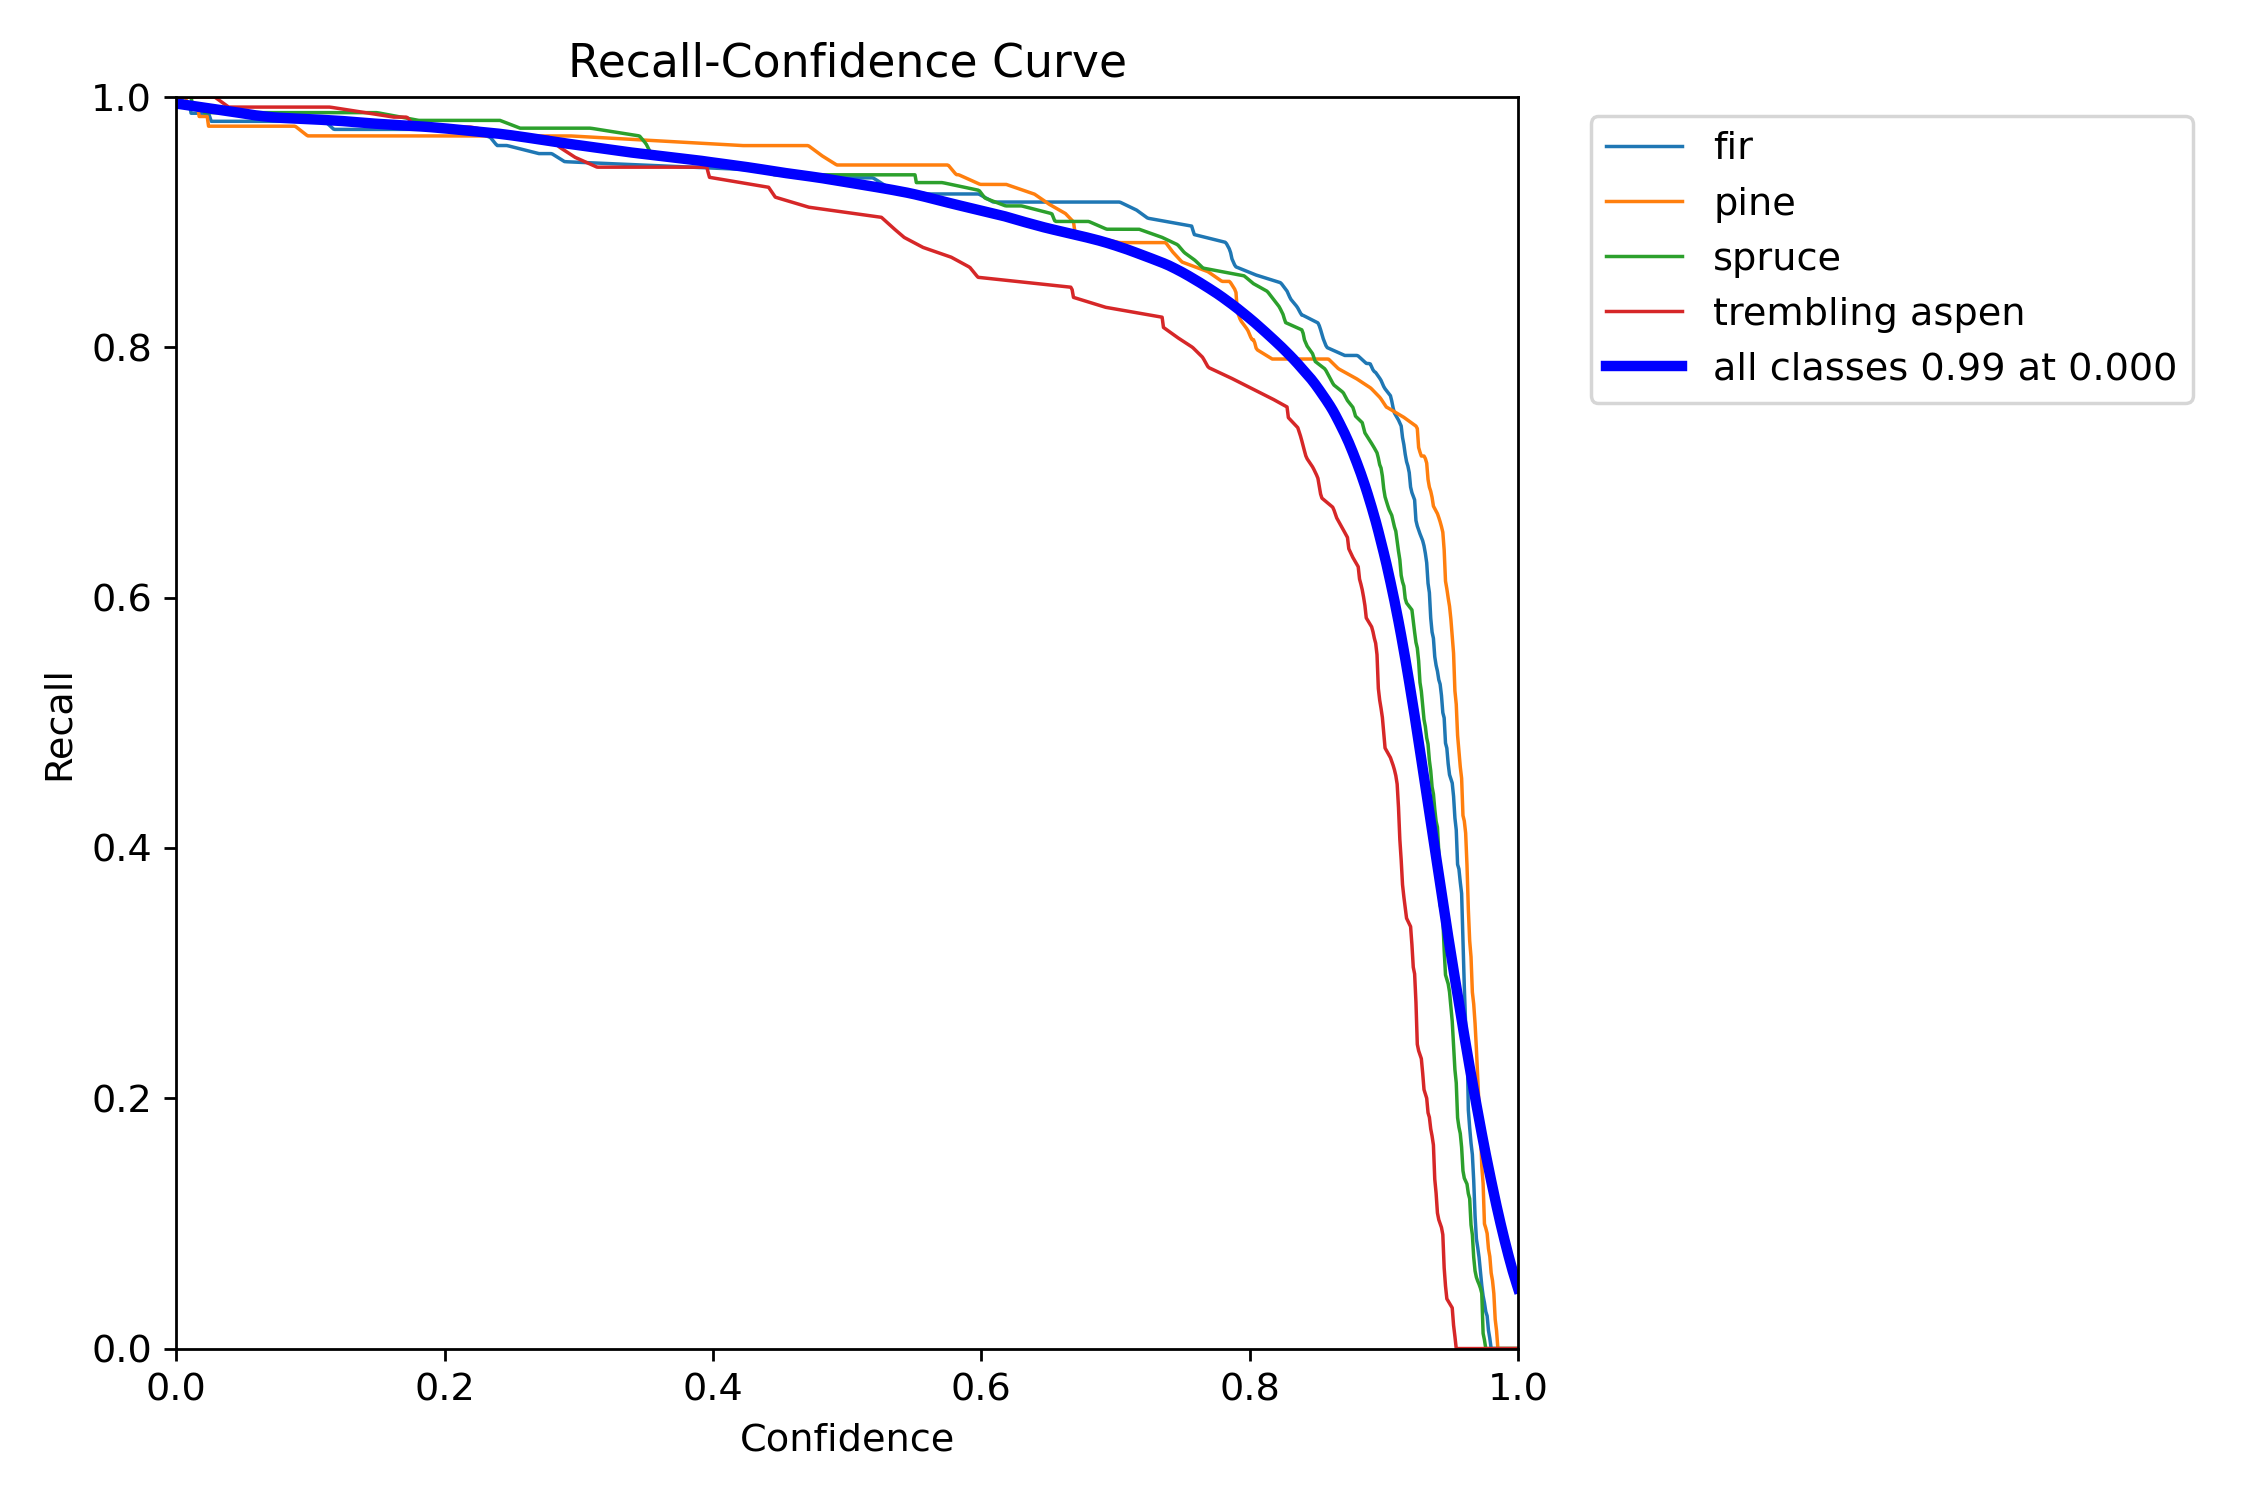 Recall-Confidence Curve
1.0
0.8
0.6
0.4
0.2
0.0
Recall
0.0 0.2 0.4 0.6 0.8 1.0
Confidence
fir
pine
spruce
trembling aspen
all classes 0.99 at 0.000